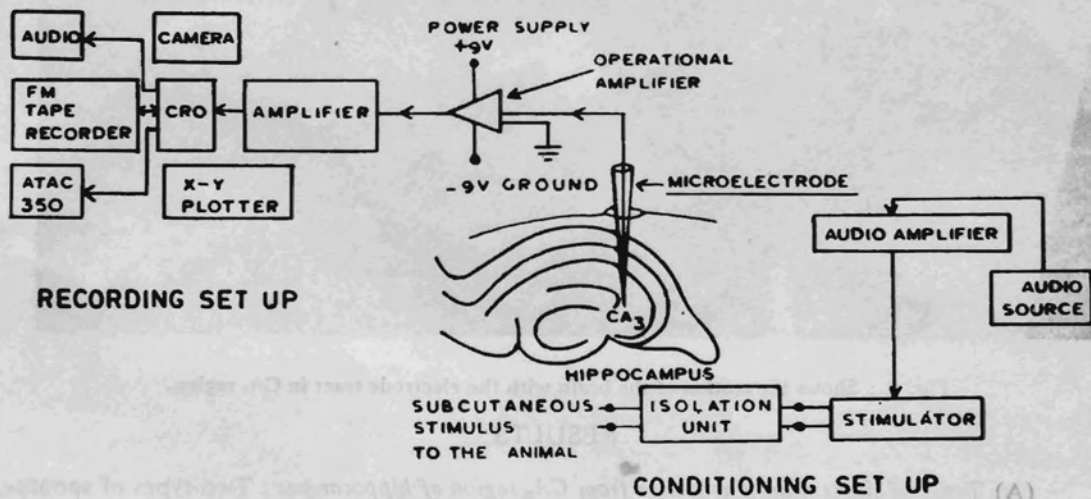 AUDIO
CAMERA
FM
TAPE
RECORDER
CRO
AMPLIFIER
ATAC
350
X-Y
PLOTTER
RECORDING SET UP
POWER SUPPLY
+9V
OPERATIONAL
AMPLIFIER
-9V GROUND
MICROELECTRODE
CA3
HIPPOCAMPUS
AUDIO AMPLIFIER
AUDIO
SOURCE
SUBCUTANEOUS
STIMULUS
TO THE ANIMAL
ISOLATION
UNIT
STIMULATOR
CONDITIONING SET UP